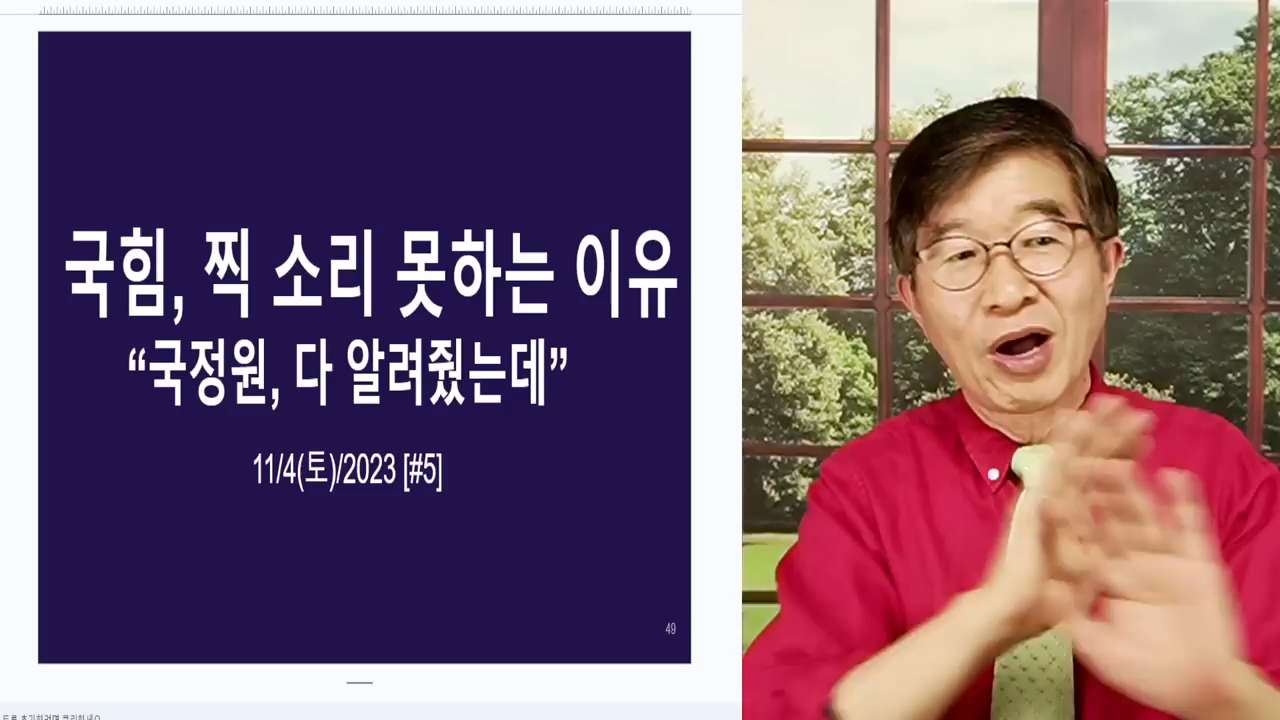 국힘, 찍 소리 못하는 이유
“국정원, 다 알려줬는데”
11/4(토)/2023 [#5]
49